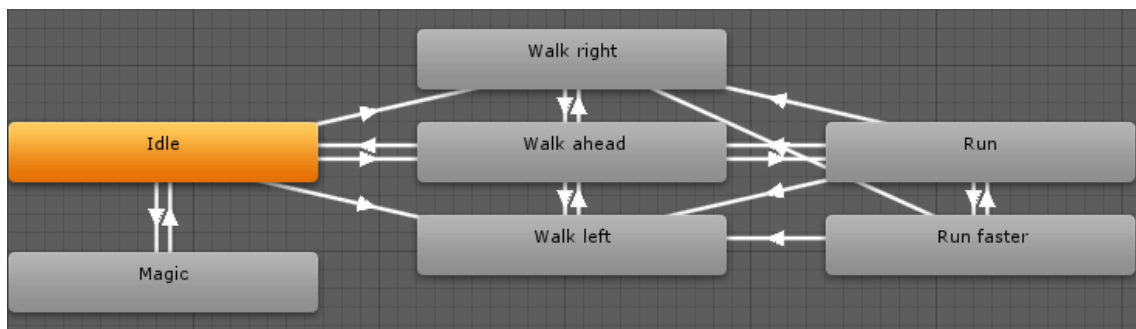 Walk right
Idle
Walk ahead
Run
Walk left
Run faster
Magic